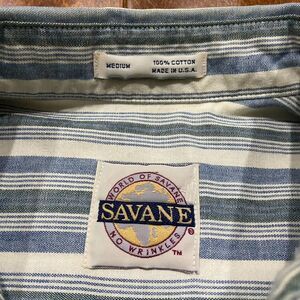 MEDIUM
100% COTTON
MADE IN U.S.A.
WORLD OF SAVANE
SAVANE
®
NO WRINKLES
™